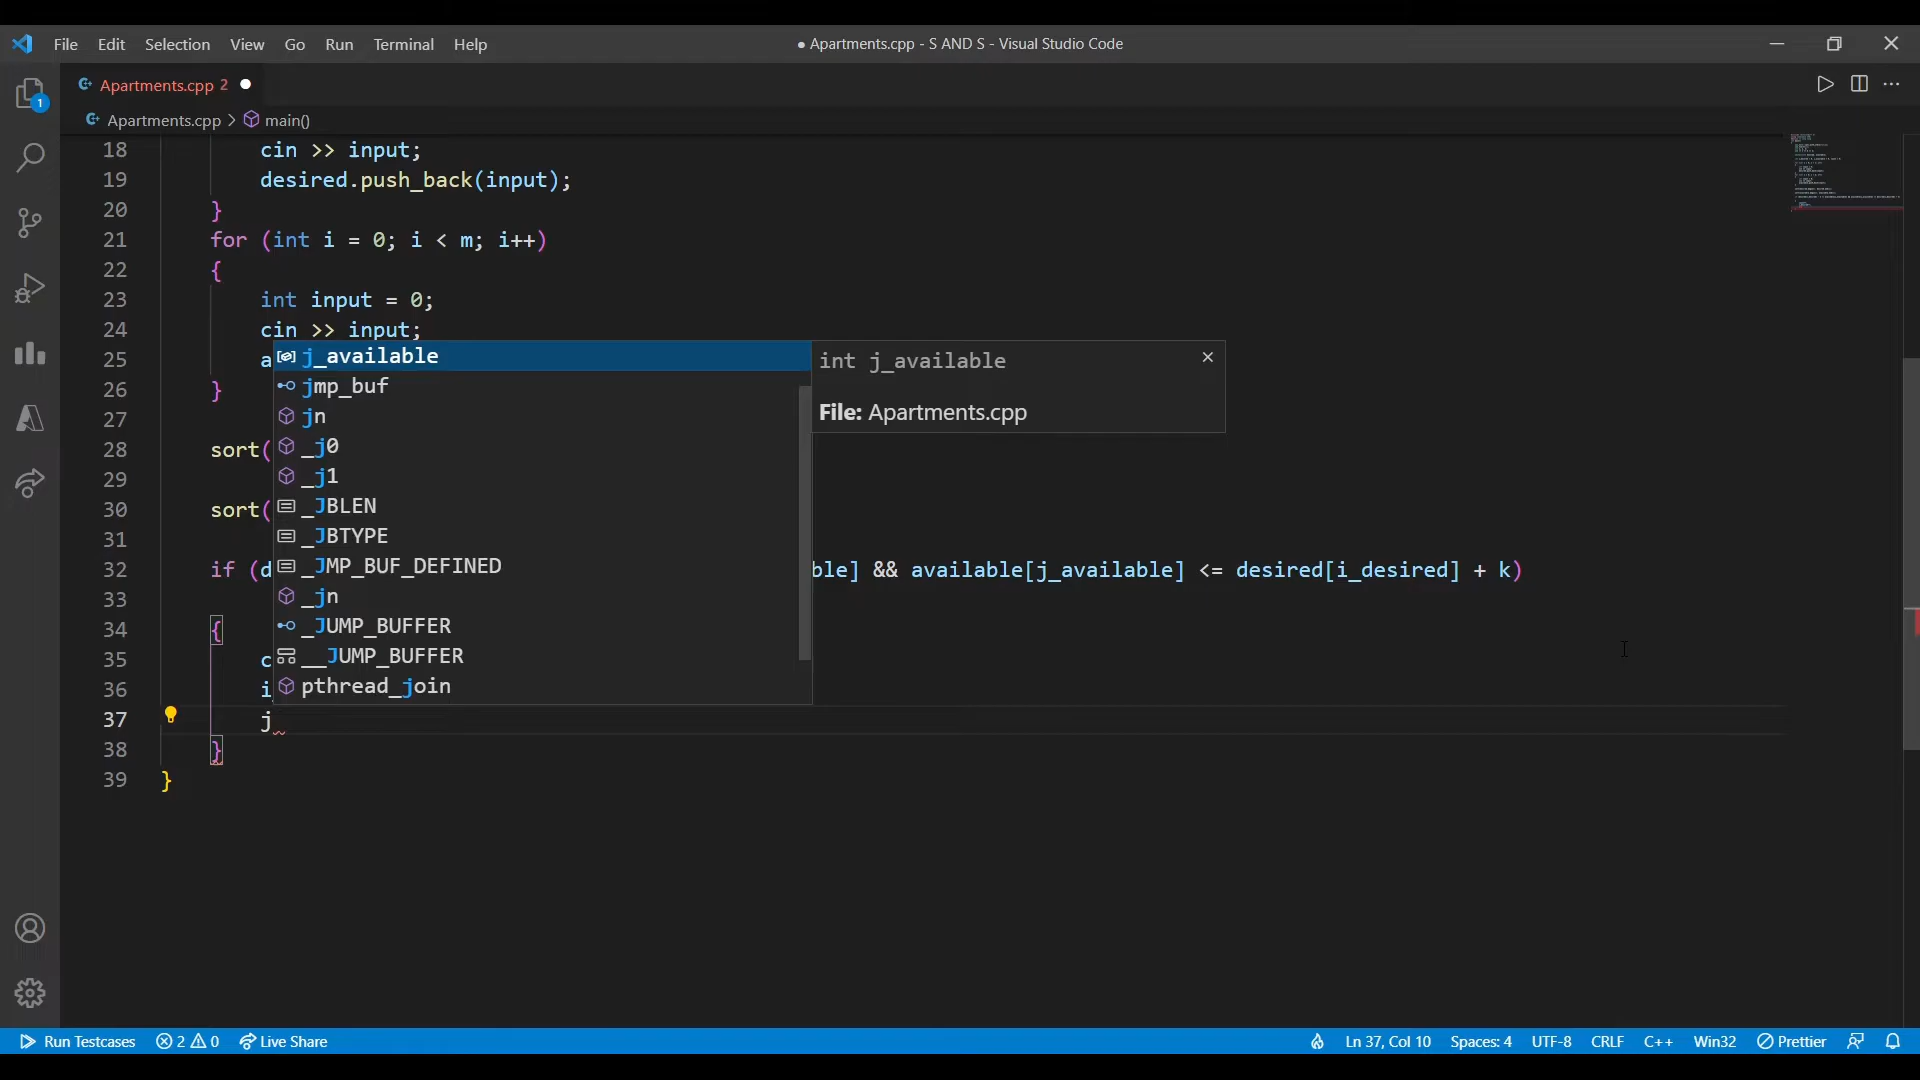 File Edit Selection View Go Run Terminal Help
● Apartments.cpp - S AND S - Visual Studio Code
1
Apartments.cpp 2 ●
Apartments.cpp > main()
18 cin >> input;
19 desired.push_back(input);
20 }
21 for (int i = 0; i < m; i++)
22 {
23 int input = 0;
24 cin >> input;
25 a
26 }
27
28 sort(
29
30 sort(
31
32 if (d ble] && available[j_available] <= desired[i_desired] + k)
33
34 {
35 c
36 i
37 j
38 }
39 }
j_available
jmp_buf
jn
_j0
_j1
_JBLEN
_JBTYPE
_JMP_BUF_DEFINED
_jn
_JUMP_BUFFER
__JUMP_BUFFER
pthread_join
int j_available
File: Apartments.cpp
Run Testcases 2 0 Live Share
Ln 37, Col 10 Spaces: 4 UTF-8 CRLF C++ Win32 Prettier